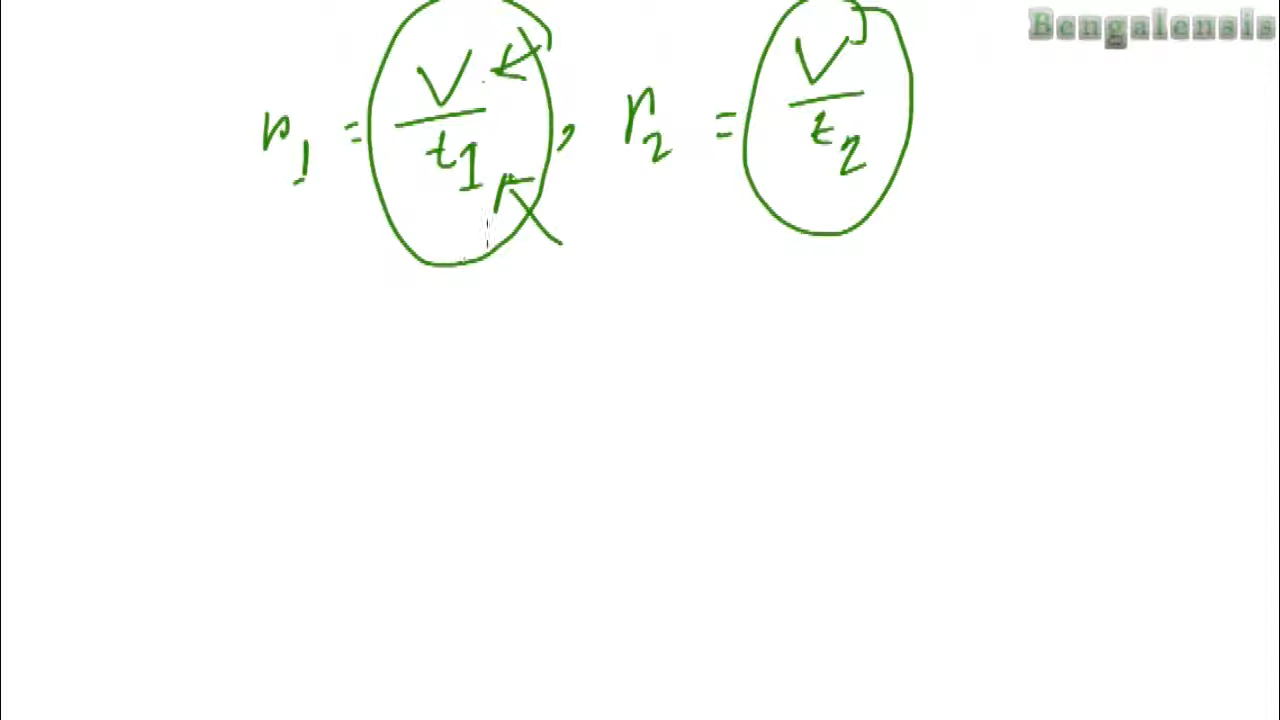 Bengalensis
r₁ = V/t₁, r₂ = V/t₂